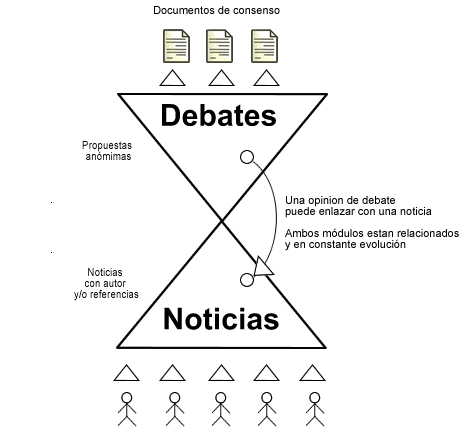 Documentos de consenso
Debates
Propuestas
anómimas
Una opinion de debate
puede enlazar con una noticia
Ambos módulos estan relacionados
y en constante evolución
Noticias
con autor
y/o referencias
Noticias